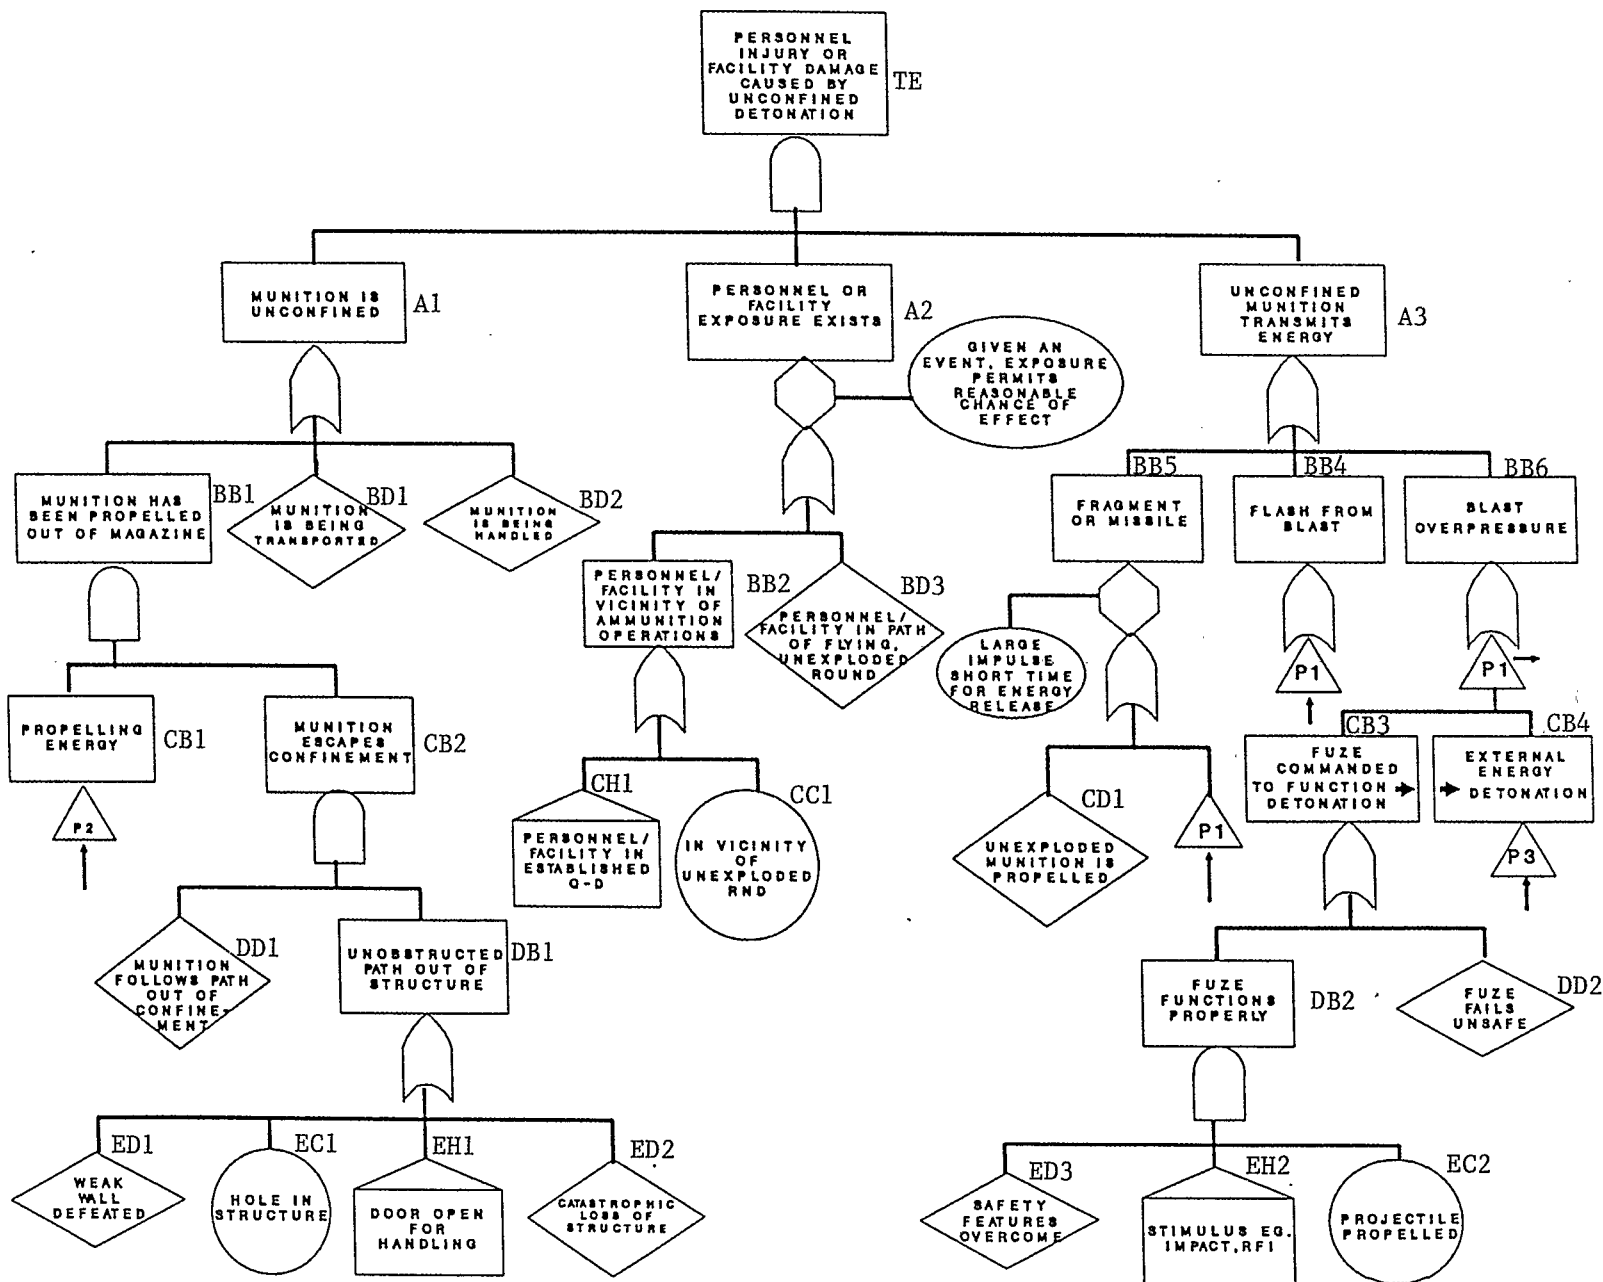 PERSONNEL
INJURY OR
FACILITY DAMAGE
CAUSED BY
UNCONFINED
DETONATION
TE
MUNITION IS
UNCONFINED
A1
PERSONNEL OR
FACILITY
EXPOSURE EXISTS
A2
UNCONFINED
MUNITION
TRANSMITS
ENERGY
A3
GIVEN AN
EVENT, EXPOSURE
PERMITS
REASONABLE
CHANCE OF
EFFECT
MUNITION HAS
BEEN PROPELLED
OUT OF MAGAZINE
BB1
MUNITION
IS BEING
TRANSPORTED
BD1
MUNITION
IS BEING
HANDLED
BD2
PERSONNEL/
FACILITY IN
VICINITY OF
AMMUNITION
OPERATIONS
BB2
PERSONNEL/
FACILITY IN PATH
OF FLYING,
UNEXPLODED
ROUND
BD3
BB5
FRAGMENT
OR MISSILE
BB4
FLASH FROM
BLAST
BB6
BLAST
OVERPRESSURE
LARGE
IMPULSE
SHORT TIME
FOR ENERGY
RELEASE
P1
P1
PROPELLING
ENERGY
CB1
P2
MUNITION
ESCAPES
CONFINEMENT
CB2
CH1
PERSONNEL/
FACILITY IN
ESTABLISHED
Q-D
CC1
IN VICINITY
OF
UNEXPLODED
RND
CD1
UNEXPLODED
MUNITION IS
PROPELLED
P1
CB3
FUZE
COMMANDED
TO FUNCTION
DETONATION
CB4
EXTERNAL
ENERGY
DETONATION
P3
DD1
MUNITION
FOLLOWS PATH
OUT OF
CONFINE-
MENT
UNOBSTRUCTED
PATH OUT OF
STRUCTURE
DB1
FUZE
FUNCTIONS
PROPERLY
DB2
FUZE
FAILS
UNSAFE
DD2
ED1
WEAK
WALL
DEFEATED
EC1
HOLE IN
STRUCTURE
EH1
DOOR OPEN
FOR
HANDLING
ED2
CATASTROPHIC
LOSS OF
STRUCTURE
ED3
SAFETY
FEATURES
OVERCOME
EH2
STIMULUS EG.
IMPACT,RFI
EC2
PROJECTILE
PROPELLED